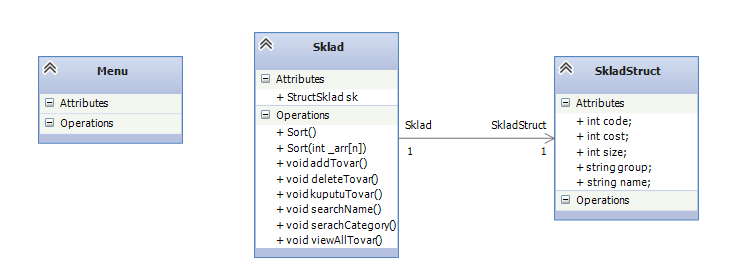 Menu
Attributes
Operations
Sklad
Attributes
+ StructSklad sk
Operations
+ Sort()
+ Sort(int _arr[n])
+ void addTovar()
+ void deleteTovar()
+ void kuputuTovar()
+ void searchName()
+ void serachCategory()
+ void viewAllTovar()
Sklad
SkladStruct
1
1
SkladStruct
Attributes
+ int code;
+ int cost;
+ int size;
+ string group;
+ string name;
Operations